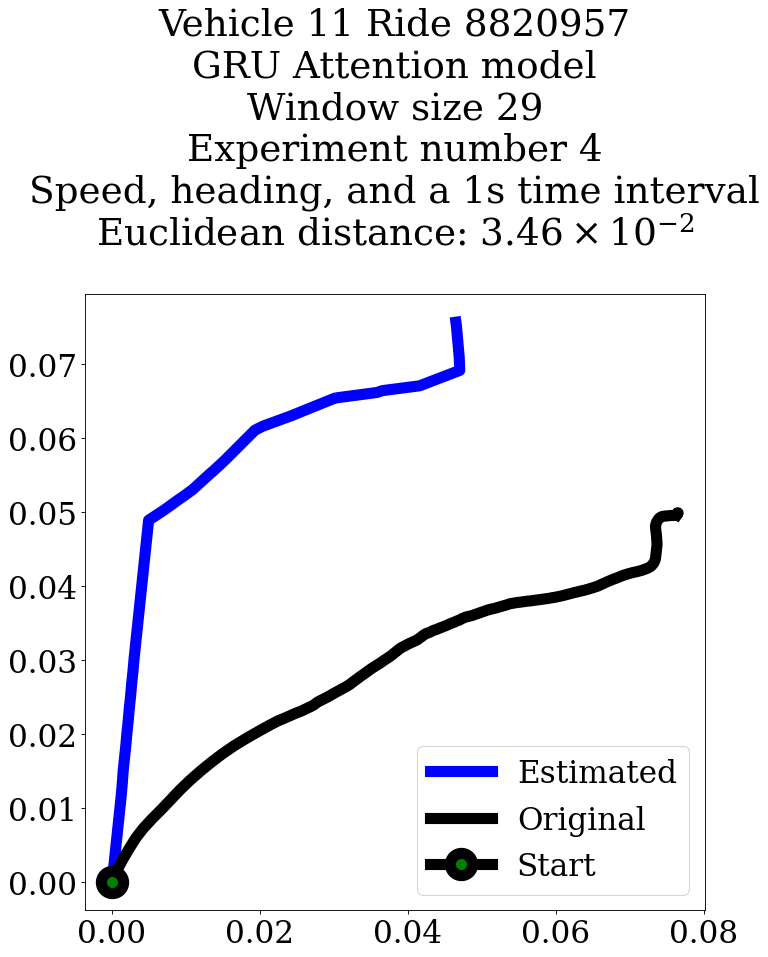 Vehicle 11 Ride 8820957
GRU Attention model
Window size 29
Experiment number 4
Speed, heading, and a 1s time interval
Euclidean distance: 3.46 × 10⁻²
0.07
0.06
0.05
0.04
0.03
0.02
0.01
0.00
Estimated
Original
Start
0.00 0.02 0.04 0.06 0.08